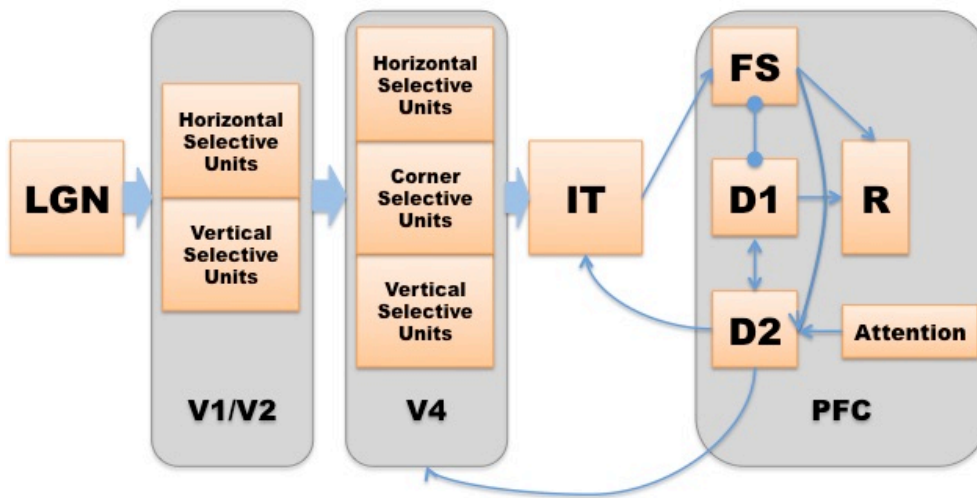 LGN
Horizontal
Selective
Units
Vertical
Selective
Units
V1/V2
Horizontal
Selective
Units
Corner
Selective
Units
Vertical
Selective
Units
V4
IT
FS
D1
R
D2
Attention
PFC